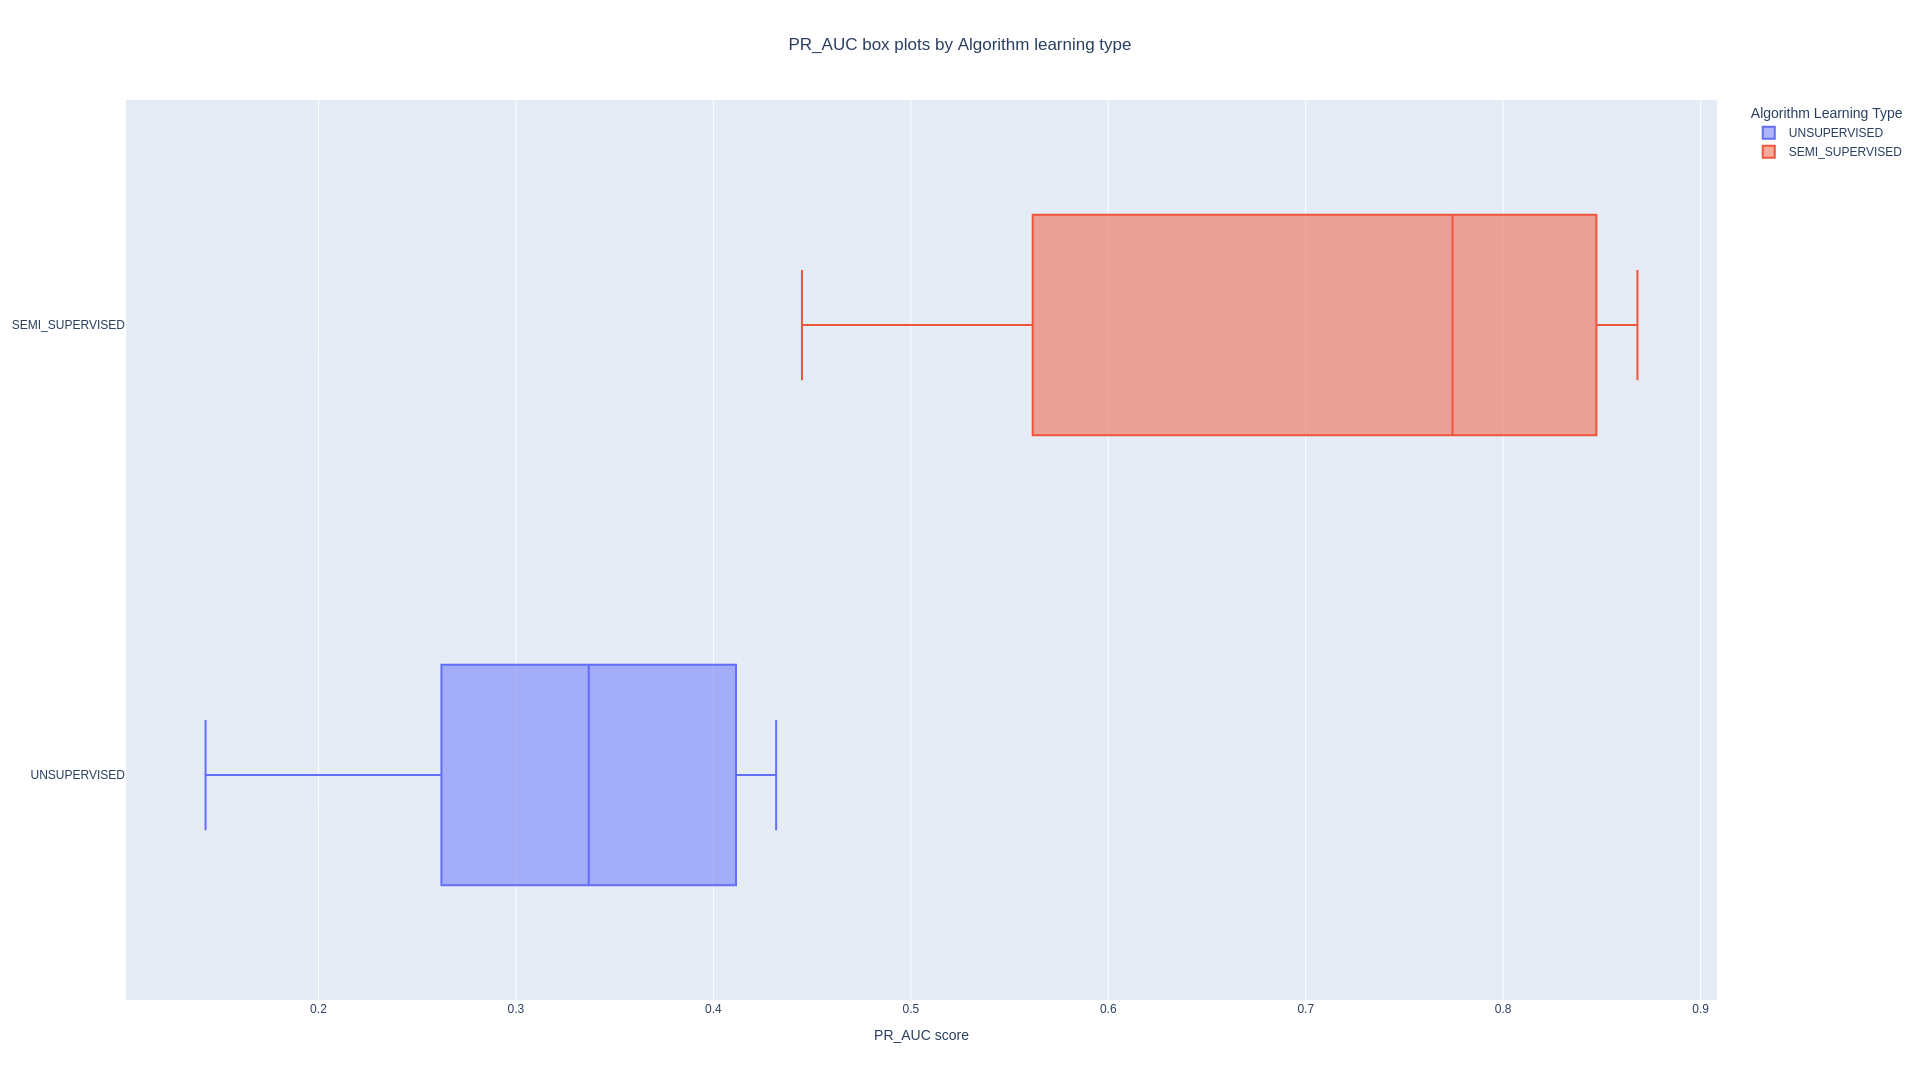 PR_AUC box plots by Algorithm learning type
Algorithm Learning Type
UNSUPERVISED
SEMI_SUPERVISED
SEMI_SUPERVISED
UNSUPERVISED
0.2 0.3 0.4 0.5 0.6 0.7 0.8 0.9
PR_AUC score